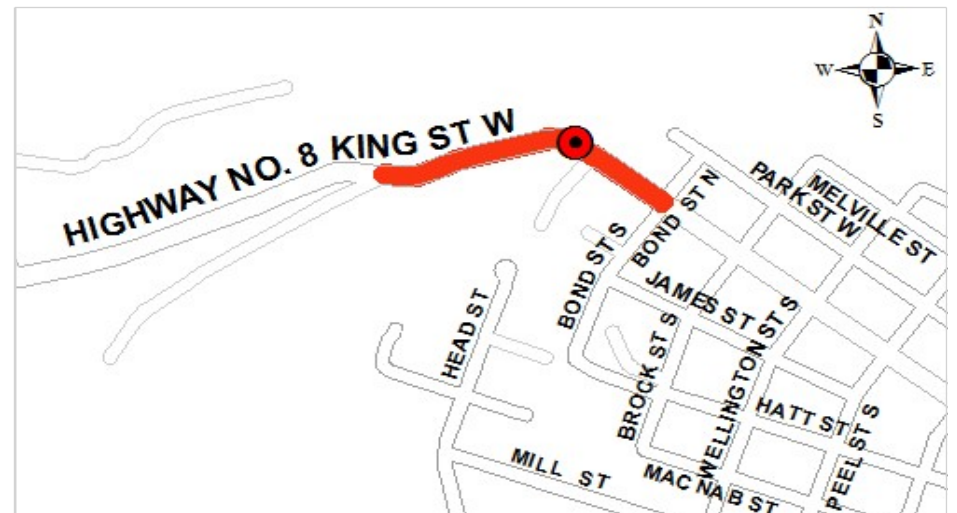 N
W E
S
HIGHWAY NO. 8 KING ST W
PARK ST W
MELVILLE ST
BOND ST N
BOND ST S
JAMES ST
HEAD ST
BROCK ST S
WELLINGTON ST S
HATT ST
PEEL ST S
MILL ST
MAC NAB ST